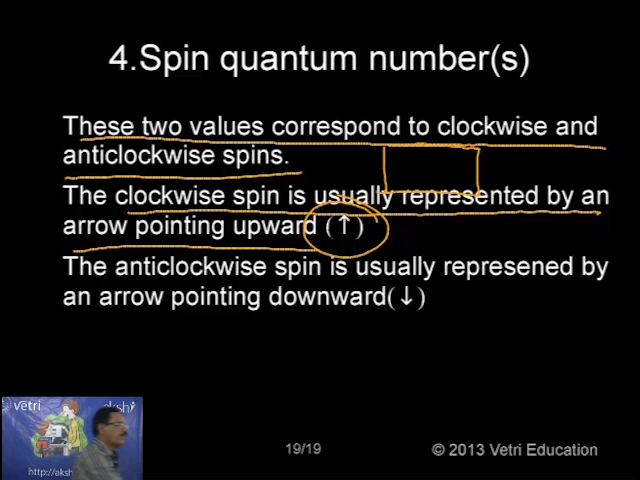 4.Spin quantum number(s)
These two values correspond to clockwise and
anticlockwise spins.
The clockwise spin is usually represented by an
arrow pointing upward (↑)
The anticlockwise spin is usually represened by
an arrow pointing downward(↓)
vetri
akshy
http://aksh
19/19
© 2013 Vetri Education